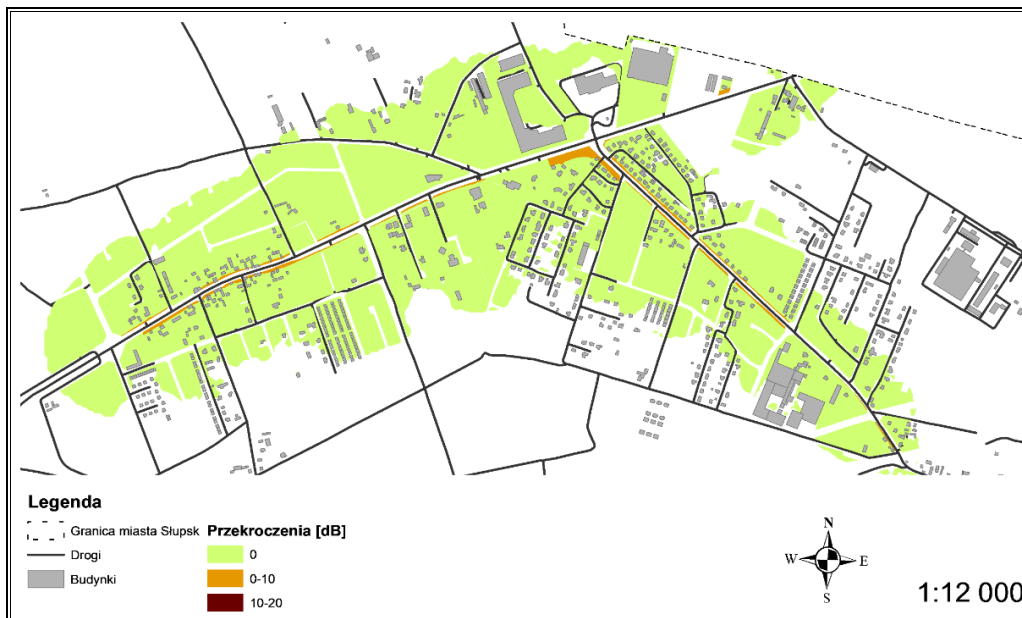 Legenda
Granica miasta Słupsk
Drogi
Budynki
Przekroczenia [dB]
0
0-10
10-20
N
W E
S
1:12 000